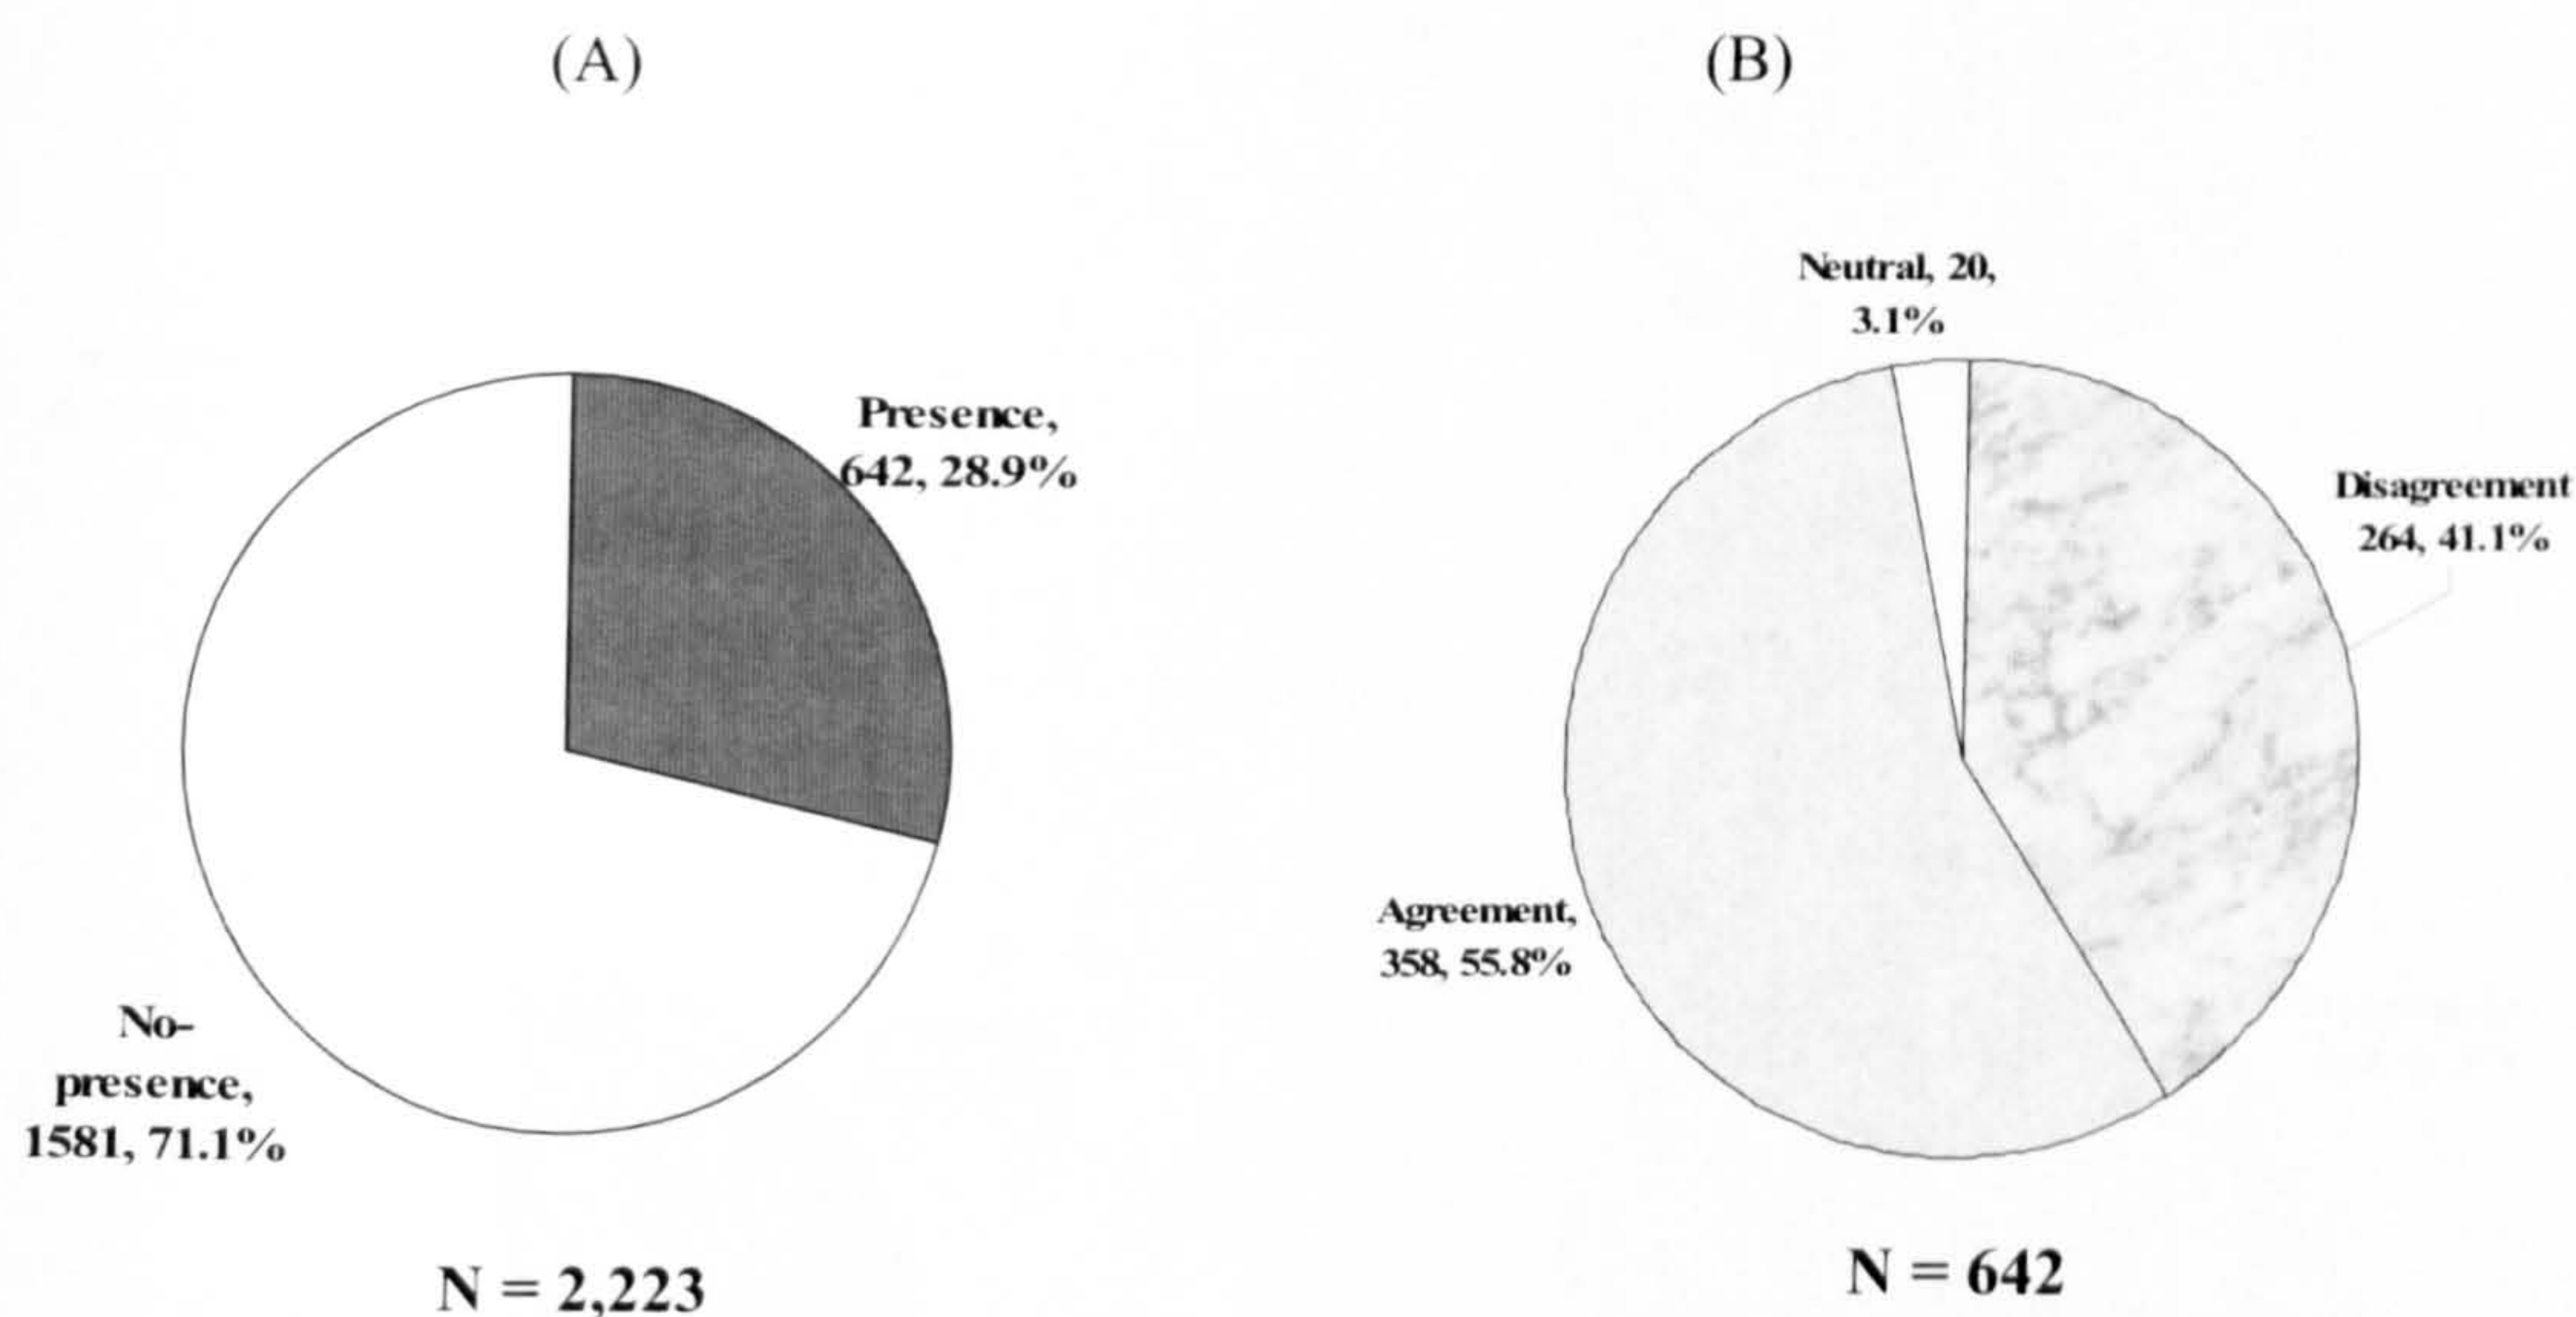 (A)
Presence,
642, 28.9%
No-
presence,
1581, 71.1%
N = 2,223
(B)
Neutral, 20,
3.1%
Disagreement
264, 41.1%
Agreement,
358, 55.8%
N = 642